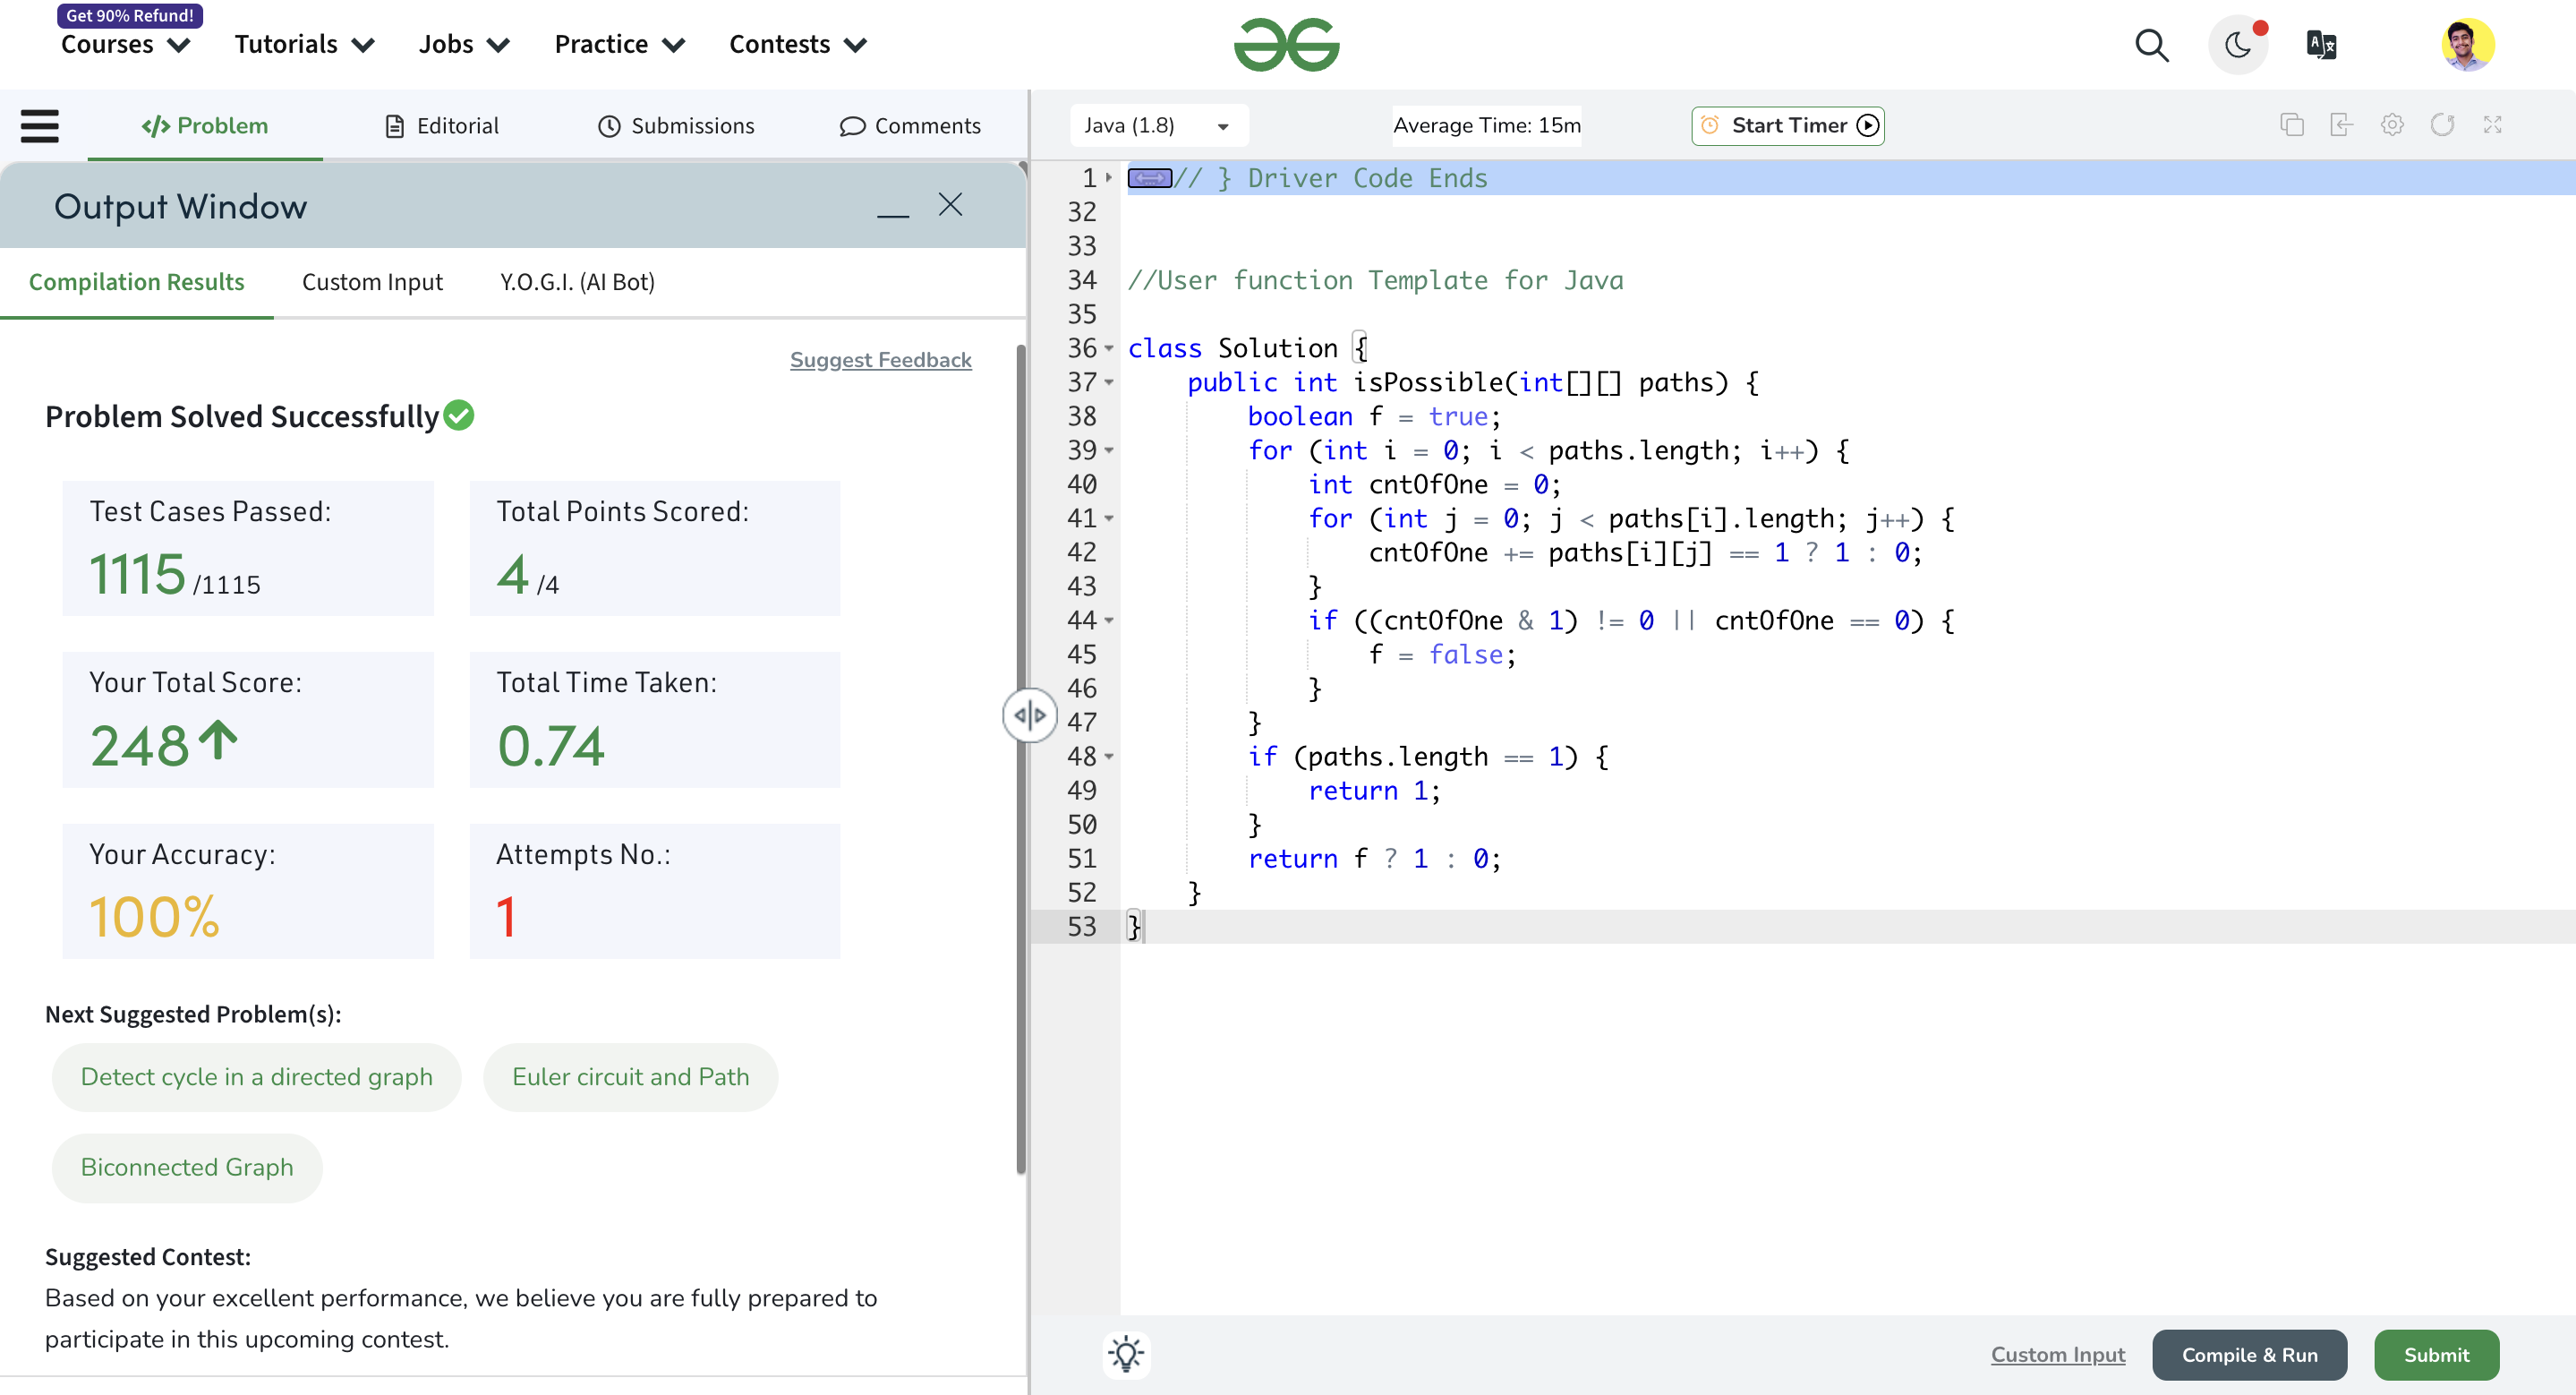 Get 90% Refund!
Courses Tutorials Jobs Practice Contests
Problem Editorial Submissions Comments
Output Window
Compilation Results Custom Input Y.O.G.I. (AI Bot)
Suggest Feedback
Problem Solved Successfully
Test Cases Passed: Total Points Scored:
1115 /1115 4 /4
Your Total Score: Total Time Taken:
248 0.74
Your Accuracy: Attempts No.:
100% 1
Next Suggested Problem(s):
Detect cycle in a directed graph Euler circuit and Path
Biconnected Graph
Suggested Contest:
Based on your excellent performance, we believe you are fully prepared to
participate in this upcoming contest.
Java (1.8) Average Time: 15m Start Timer
1 // } Driver Code Ends
32
33
34 //User function Template for Java
35
36 class Solution {
37 public int isPossible(int[][] paths) {
38 boolean f = true;
39 for (int i = 0; i < paths.length; i++) {
40 int cntOfOne = 0;
41 for (int j = 0; j < paths[i].length; j++) {
42 cntOfOne += paths[i][j] == 1 ? 1 : 0;
43 }
44 if ((cntOfOne & 1) != 0 || cntOfOne == 0) {
45 f = false;
46 }
47 }
48 if (paths.length == 1) {
49 return 1;
50 }
51 return f ? 1 : 0;
52 }
53 }
Custom Input Compile & Run Submit